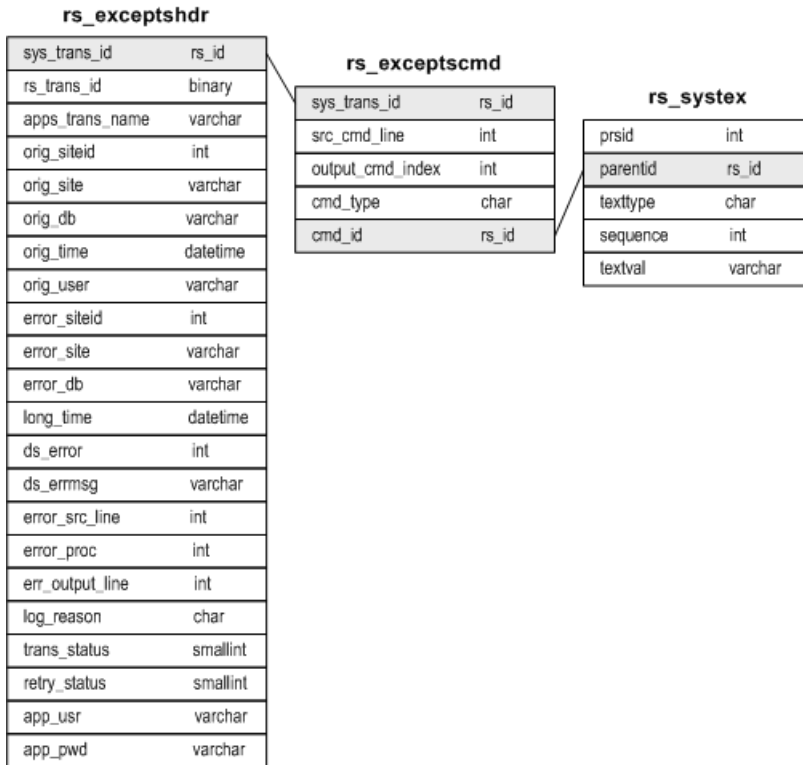 rs_exceptshdr
sys_trans_id rs_id
rs_trans_id binary
apps_trans_name varchar
orig_siteid int
orig_site varchar
orig_db varchar
orig_time datetime
orig_user varchar
error_siteid int
error_site varchar
error_db varchar
long_time datetime
ds_error int
ds_errmsg varchar
error_src_line int
error_proc int
err_output_line int
log_reason char
trans_status smallint
retry_status smallint
app_usr varchar
app_pwd varchar
rs_exceptscmd
sys_trans_id rs_id
src_cmd_line int
output_cmd_index int
cmd_type char
cmd_id rs_id
rs_systex
prsid int
parentid rs_id
texttype char
sequence int
textval varchar